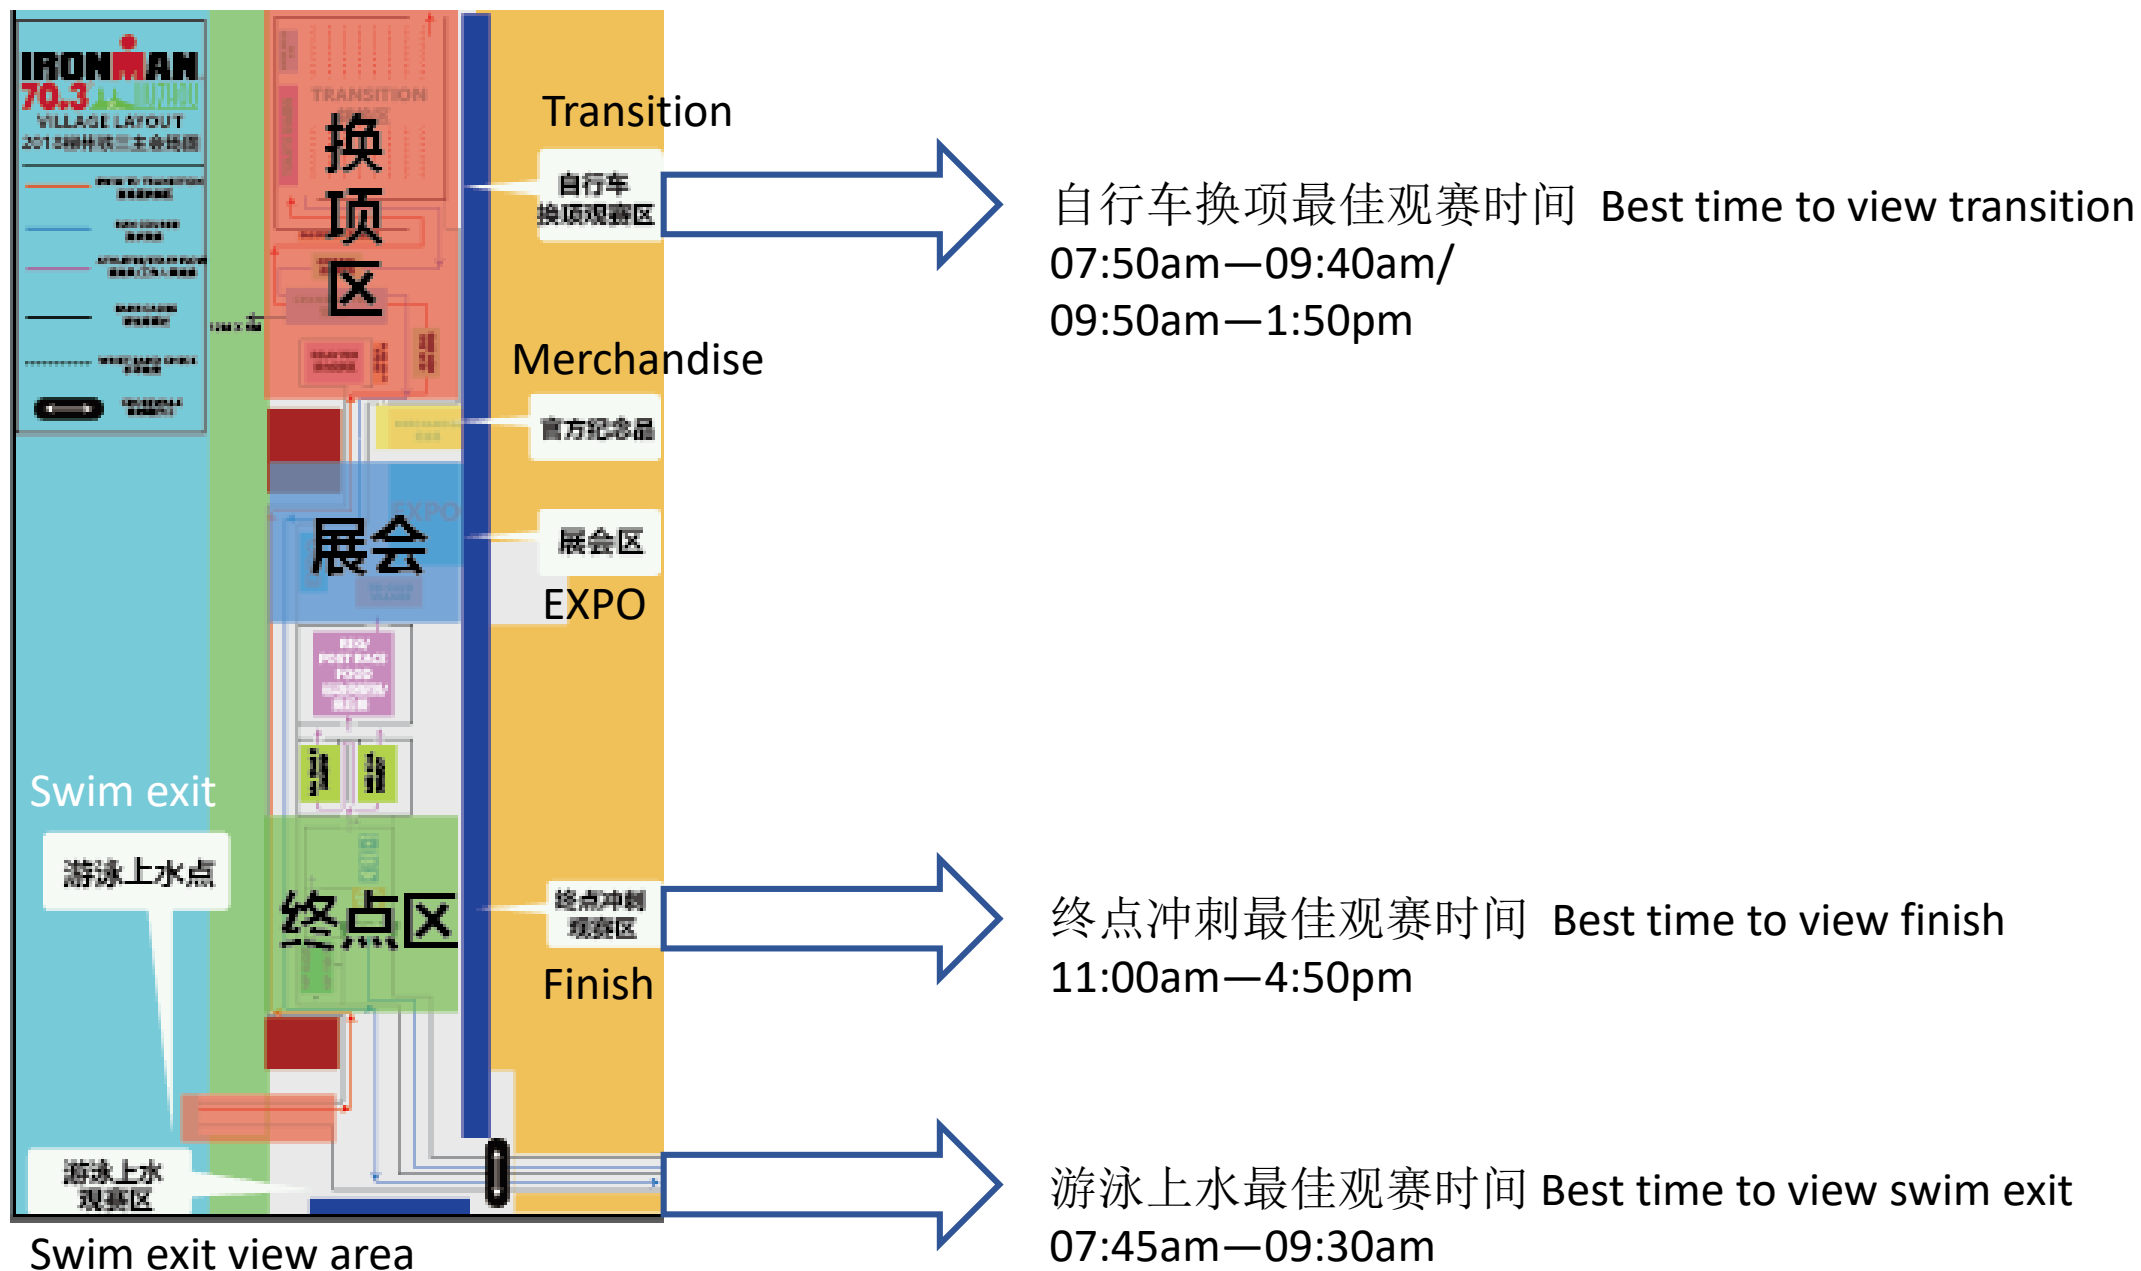 IRONMAN
70.3
VILLAGE LAYOUT
TRANSITION
换
项
区
Transition
自行车
换项观赛区
自行车换项最佳观赛时间 Best time to view transition
07:50am—09:40am/
09:50am—1:50pm
Merchandise
官方纪念品
EXPO
展会
展会区
EXPO
REG/
POST RACE
FOOD
Swim exit
游泳上水点
终点区
终点冲刺
观赛区
Finish
终点冲刺最佳观赛时间 Best time to view finish
11:00am—4:50pm
游泳上水
观赛区
Swim exit view area
游泳上水最佳观赛时间 Best time to view swim exit
07:45am—09:30am